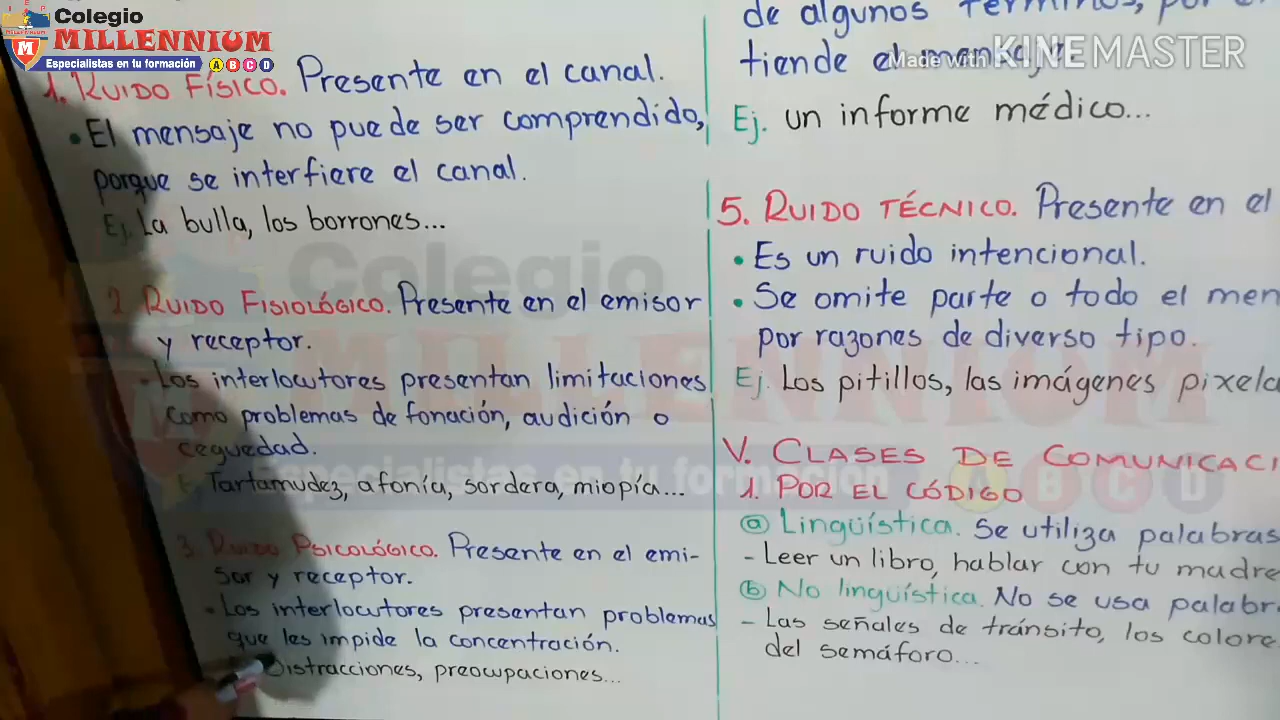 Colegio
MILLENNIUM
Especialistas en tu formación A B C D
Made with KINEMASTER
1. RUIDO FÍSICO. Presente en el canal.
• El mensaje no puede ser comprendido,
porque se interfiere el canal.
Ej. La bulla, los borrones...
2. RUIDO FISIOLÓGICO. Presente en el emisor
y receptor.
• Los interlocutores presentan limitaciones
como problemas de fonación, audición o
ceguedad.
Tartamudez, afonía, sordera, miopía...
3. RUIDO PSICOLÓGICO. Presente en el emi-
sor y receptor.
• Los interlocutores presentan problemas
que les impide la concentración.
Distracciones, preocupaciones...
de algunos términos,
tiende el mensaje.
Ej. un informe médico...
5. RUIDO TÉCNICO. Presente en el
• Es un ruido intencional.
• Se omite parte o todo el men
por razones de diverso tipo.
Ej. Los pitillos, las imágenes pixela
V. CLASES DE COMUNICACI
1. POR EL CÓDIGO
a Lingüística. Se utiliza palabras
- Leer un libro, hablar con tu madre
b No lingüística. No se usa palabr
- Las señales de tránsito, los colore
del semáforo...
Colegio
MILLENNIUM
Especialistas en tu formación A B C D